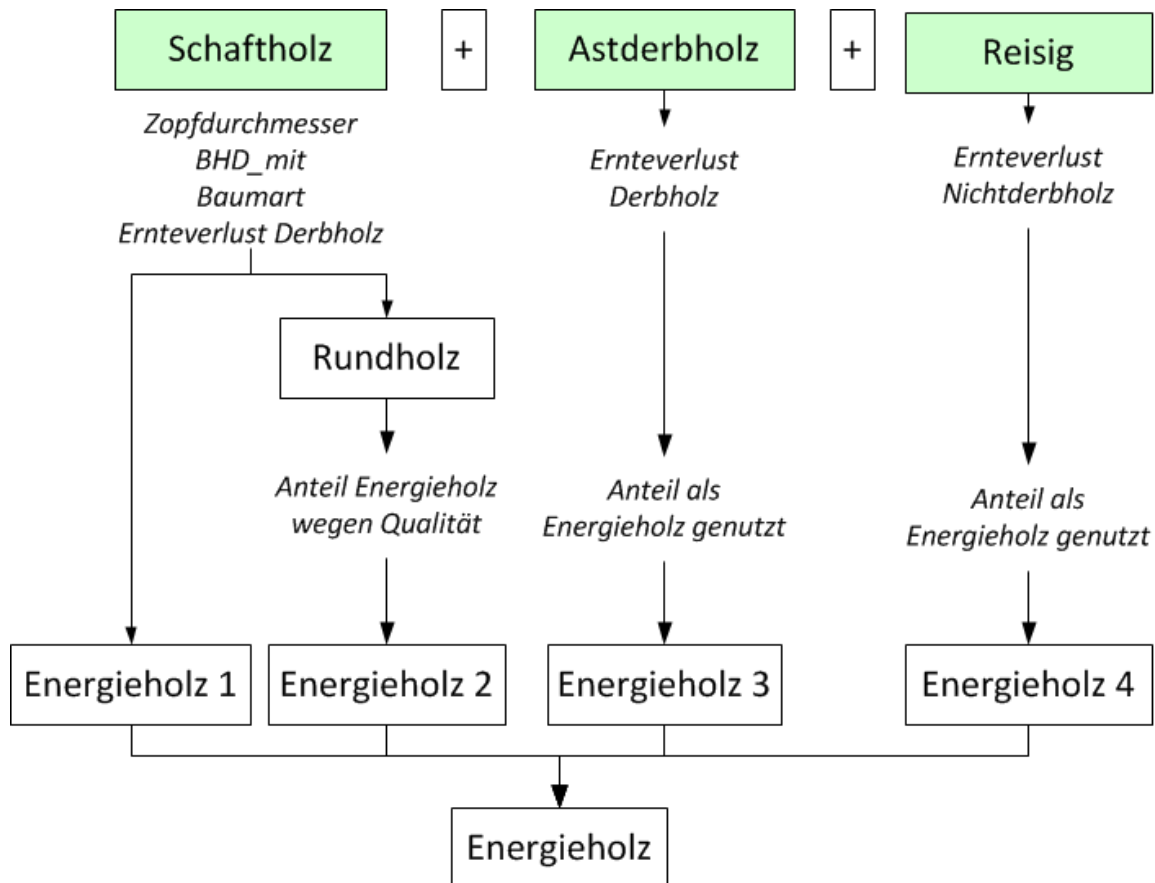 Schaftholz
+
Astderbholz
+
Reisig
Zopfdurchmesser
BHD_mit
Baumart
Ernteverlust Derbholz
Ernteverlust
Derbholz
Ernteverlust
Nichtderbholz
Rundholz
Anteil Energieholz
wegen Qualität
Anteil als
Energieholz genutzt
Anteil als
Energieholz genutzt
Energieholz 1
Energieholz 2
Energieholz 3
Energieholz 4
Energieholz